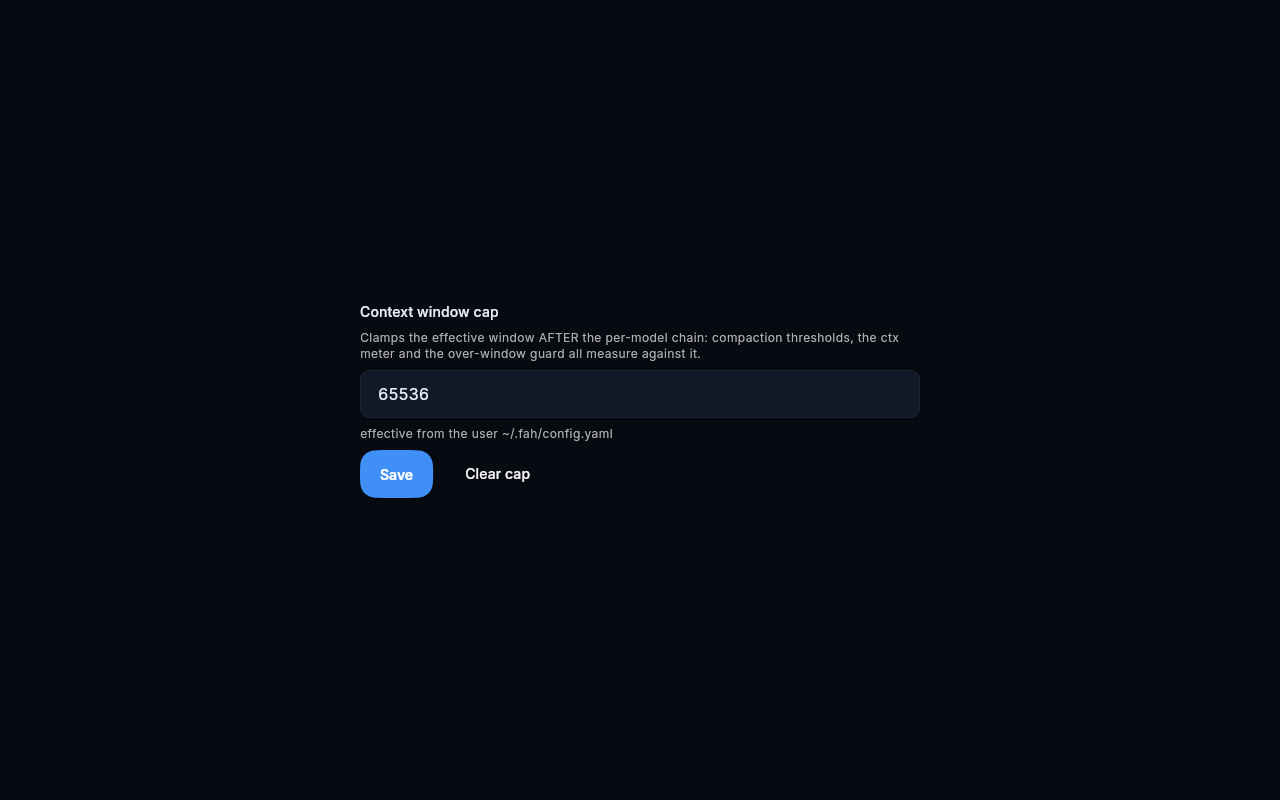 Context window cap
Clamps the effective window AFTER the per-model chain: compaction thresholds, the ctx
meter and the over-window guard all measure against it.
65536
effective from the user ~/.fah/config.yaml
Save
Clear cap